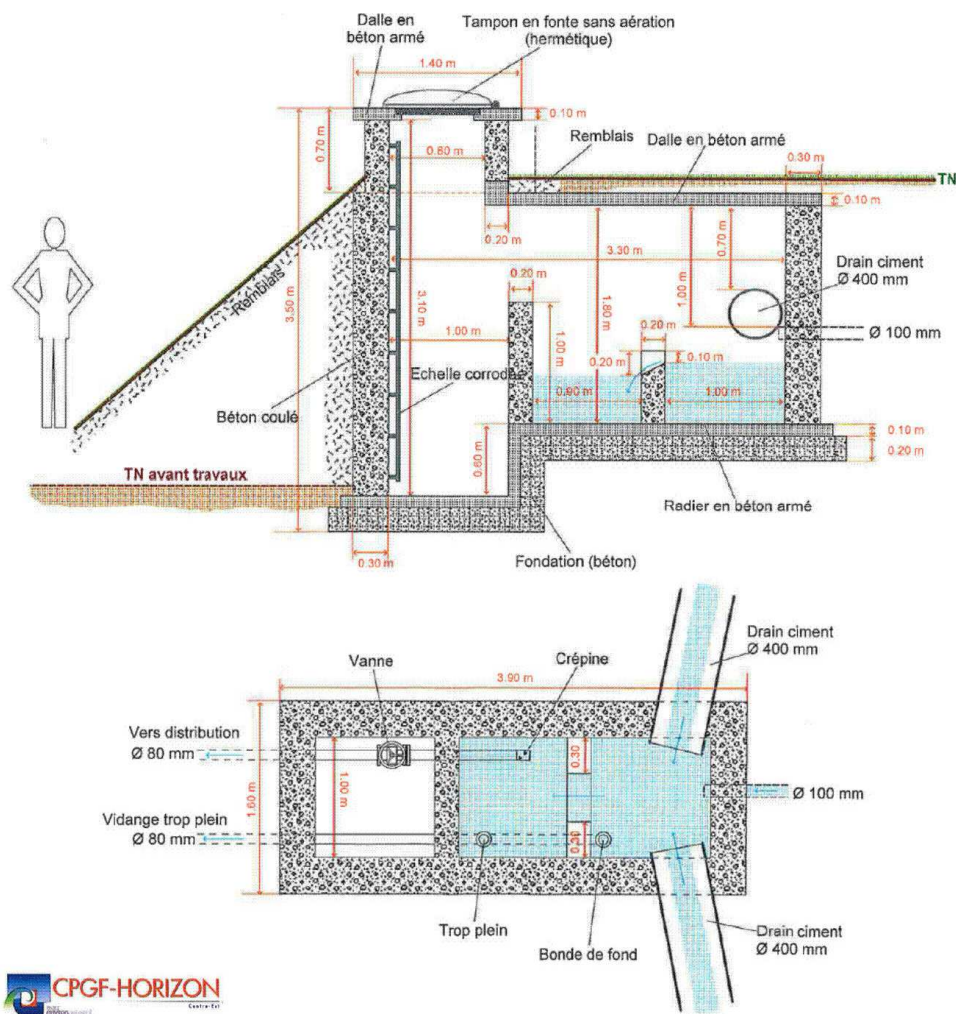 Dalle en
béton armé
Tampon en fonte sans aération
(hermétique)
1.40 m
0.10 m
0.70 m
0.60 m
Remblais
Dalle en béton armé
0.30 m
TN
0.10 m
0.20 m
3.30 m
0.70 m
Drain ciment
Ø 400 mm
Remblais
3.50 m
3.10 m
0.20 m
1.80 m
1.00 m
Ø 100 mm
1.00 m
1.00 m
0.20 m
0.20 m
0.10 m
Echelle corrodée
0.90 m
1.00 m
Béton coulé
0.60 m
0.10 m
0.20 m
TN avant travaux
Radier en béton armé
0.30 m
Fondation (béton)
Drain ciment
Ø 400 mm
Vanne
Crépine
3.90 m
Vers distribution
Ø 80 mm
0.30
1.60 m
1.00 m
Ø 100 mm
Vidange trop plein
Ø 80 mm
0.30
Trop plein
Bonde de fond
Drain ciment
Ø 400 mm
CPGF-HORIZON
Centre-Est